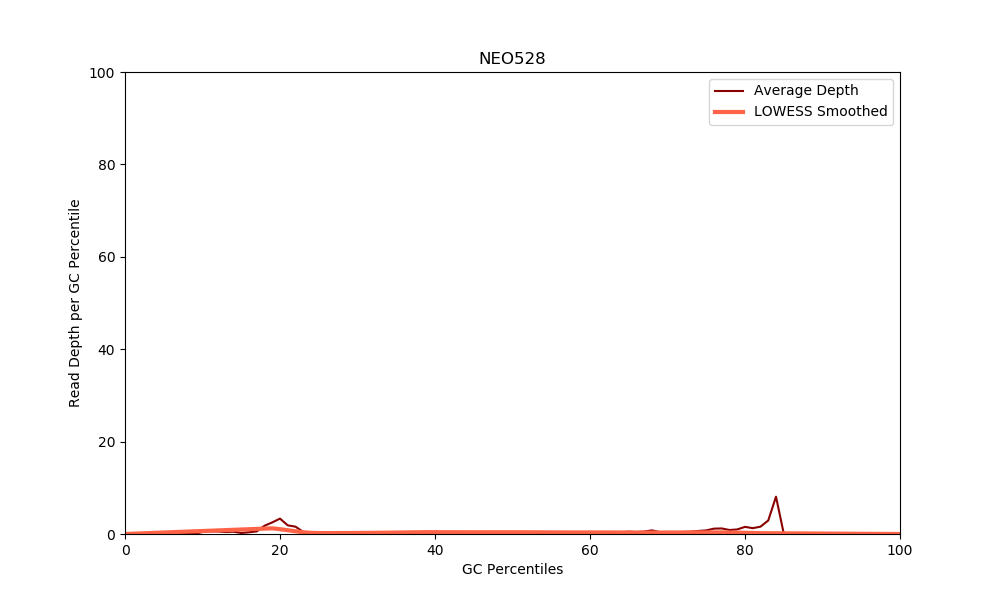 NEO528
Average Depth
LOWESS Smoothed
Read Depth per GC Percentile
100
80
60
40
20
0
0 20 40 60 80 100
GC Percentiles